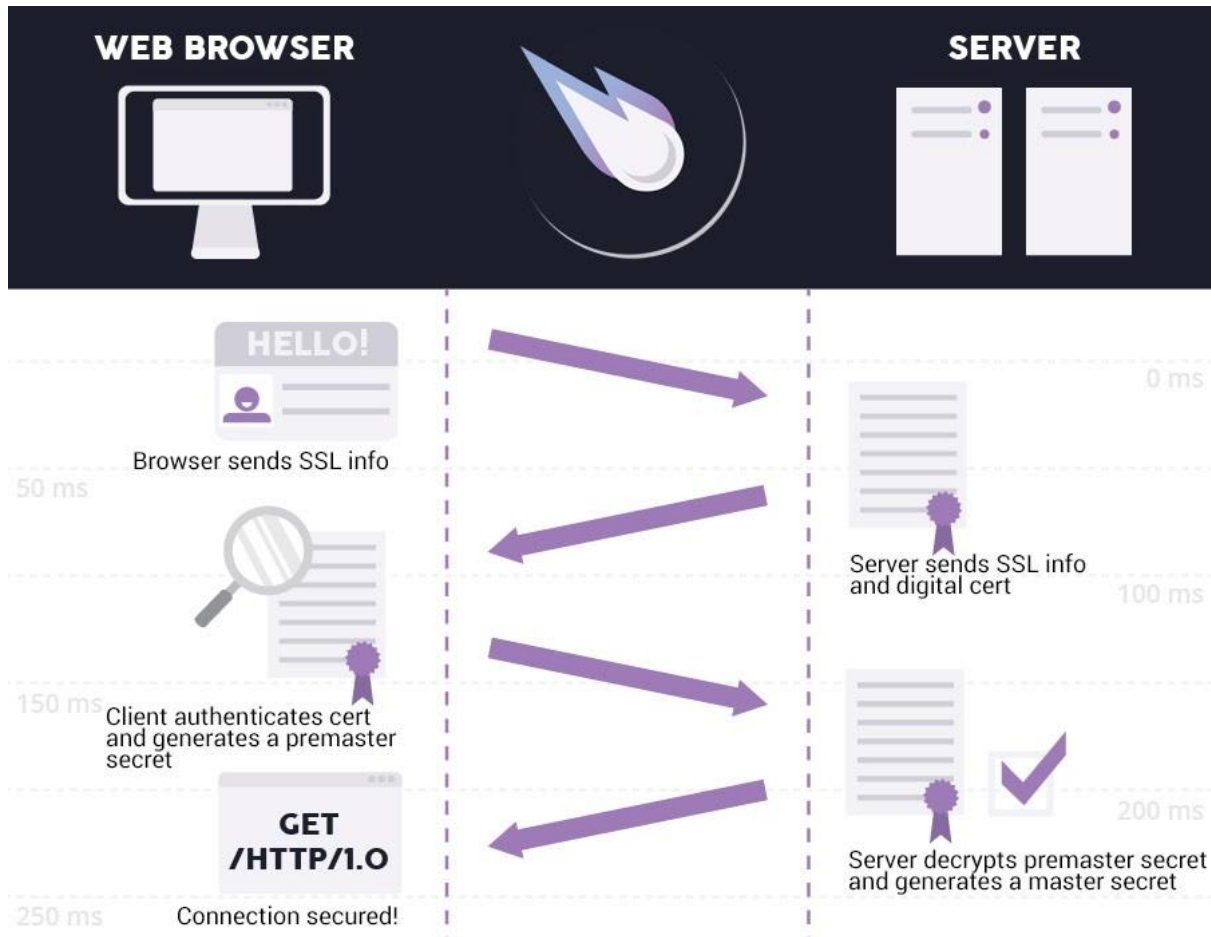 WEB BROWSER
SERVER
HELLO!
0 ms
Browser sends SSL info
50 ms
Server sends SSL info
and digital cert
100 ms
150 ms
Client authenticates cert
and generates a premaster
secret
GET
/HTTP/1.0
200 ms
Server decrypts premaster secret
and generates a master secret
250 ms
Connection secured!